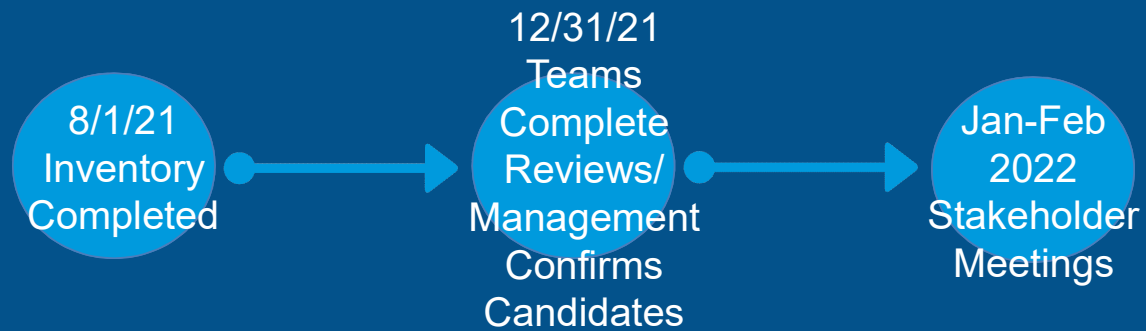 8/1/21
Inventory
Completed
12/31/21
Teams
Complete
Reviews/
Management
Confirms
Candidates
Jan-Feb
2022
Stakeholder
Meetings